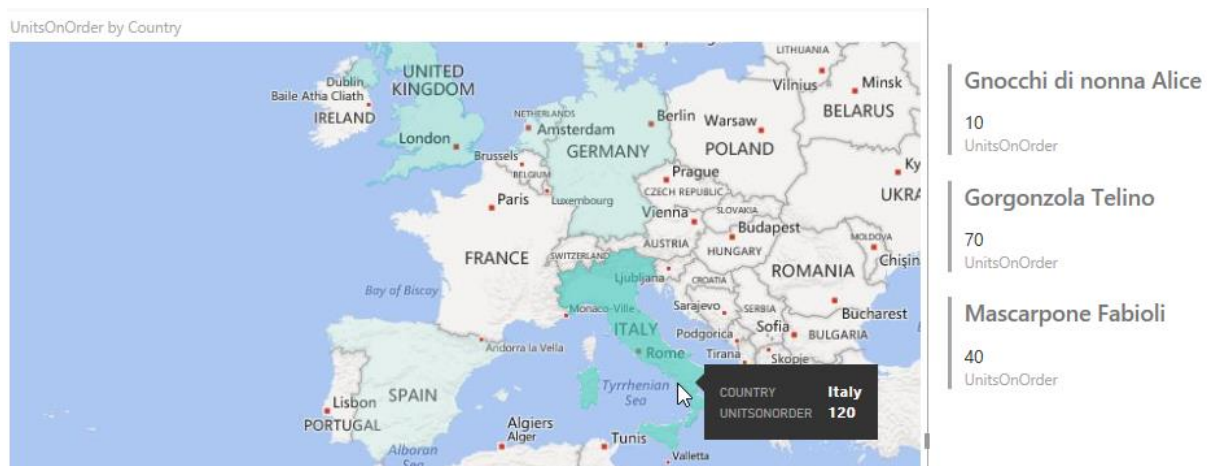 UnitsOnOrder by Country
LITHUANIA
Vilnius
Minsk
BELARUS
Dublin
Baile Atha Cliath
IRELAND
UNITED
KINGDOM
London
NETHERLANDS
Amsterdam
Berlin
Warsaw
GERMANY
POLAND
Brussels
BELGIUM
Luxembourg
Prague
CZECH REPUBLIC
Ky
UKRA
Paris
Vienna
SLOVAKIA
Budapest
AUSTRIA
HUNGARY
MOLDOVA
Chişin
FRANCE
SWITZERLAND
Ljubljana
CROATIA
ROMANIA
Bay of Biscay
Monaco-Ville
Sarajevo
SERBIA
Bucharest
ITALY
Podgorica
Sofia
BULGARIA
Andorra la Vella
Rome
Tirana
Skopje
SPAIN
Tyrrhenian
Sea
COUNTRY Italy
UNITSONORDER 120
Lisbon
PORTUGAL
Algiers
Alger
Tunis
Alboran
Sea
Valletta
Gnocchi di nonna Alice
10
UnitsOnOrder
Gorgonzola Telino
70
UnitsOnOrder
Mascarpone Fabioli
40
UnitsOnOrder